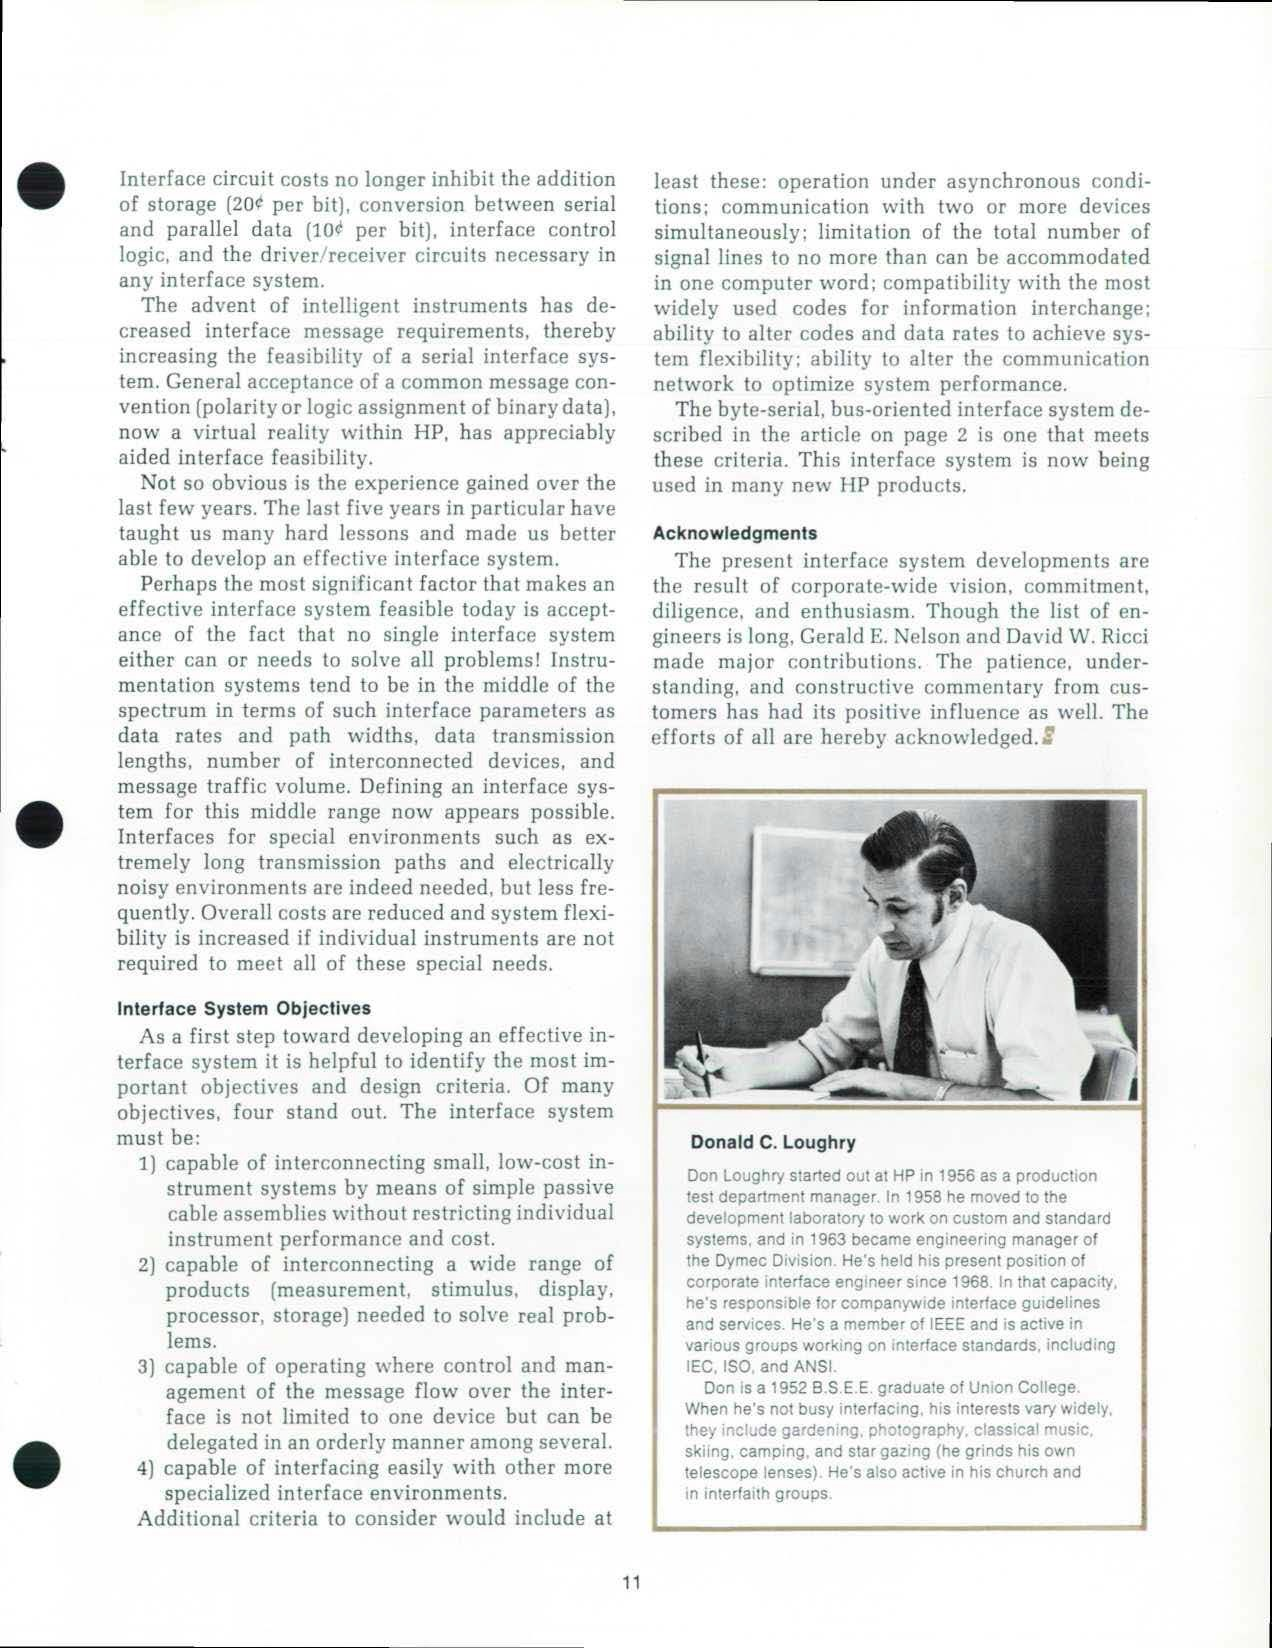 Interface circuit costs no longer inhibit the addition
of storage (20¢ per bit), conversion between serial
and parallel data (10¢ per bit), interface control
logic, and the driver/receiver circuits necessary in
any interface system.
The advent of intelligent instruments has de-
creased interface message requirements, thereby
increasing the feasibility of a serial interface sys-
tem. General acceptance of a common message con-
vention (polarity or logic assignment of binary data),
now a virtual reality within HP, has appreciably
aided interface feasibility.
Not so obvious is the experience gained over the
last few years. The last five years in particular have
taught us many hard lessons and made us better
able to develop an effective interface system.
Perhaps the most significant factor that makes an
effective interface system feasible today is accept-
ance of the fact that no single interface system
either can or needs to solve all problems! Instru-
mentation systems tend to be in the middle of the
spectrum in terms of such interface parameters as
data rates and path widths, data transmission
lengths, number of interconnected devices, and
message traffic volume. Defining an interface sys-
tem for this middle range now appears possible.
Interfaces for special environments such as ex-
tremely long transmission paths and electrically
noisy environments are indeed needed, but less fre-
quently. Overall costs are reduced and system flexi-
bility is increased if individual instruments are not
required to meet all of these special needs.
Interface System Objectives
As a first step toward developing an effective in-
terface system it is helpful to identify the most im-
portant objectives and design criteria. Of many
objectives, four stand out. The interface system
must be:
1) capable of interconnecting small, low-cost in-
strument systems by means of simple passive
cable assemblies without restricting individual
instrument performance and cost.
2) capable of interconnecting a wide range of
products (measurement, stimulus, display,
processor, storage) needed to solve real prob-
lems.
3) capable of operating where control and man-
agement of the message flow over the inter-
face is not limited to one device but can be
delegated in an orderly manner among several.
4) capable of interfacing easily with other more
specialized interface environments.
Additional criteria to consider would include at
least these: operation under asynchronous condi-
tions; communication with two or more devices
simultaneously; limitation of the total number of
signal lines to no more than can be accommodated
in one computer word; compatibility with the most
widely used codes for information interchange;
ability to alter codes and data rates to achieve sys-
tem flexibility; ability to alter the communication
network to optimize system performance.
The byte-serial, bus-oriented interface system de-
scribed in the article on page 2 is one that meets
these criteria. This interface system is now being
used in many new HP products.
Acknowledgments
The present interface system developments are
the result of corporate-wide vision, commitment,
diligence, and enthusiasm. Though the list of en-
gineers is long, Gerald E. Nelson and David W. Ricci
made major contributions. The patience, under-
standing, and constructive commentary from cus-
tomers has had its positive influence as well. The
efforts of all are hereby acknowledged.
Donald C. Loughry
Don Loughry started out at HP in 1956 as a production
test department manager. In 1958 he moved to the
development laboratory to work on custom and standard
systems, and in 1963 became engineering manager of
the Dymec Division. He's held his present position of
corporate interface engineer since 1968. In that capacity,
he's responsible for companywide interface guidelines
and services. He's a member of IEEE and is active in
various groups working on interface standards, including
IEC, ISO, and ANSI.
Don is a 1952 B.S.E.E. graduate of Union College.
When he's not busy interfacing, his interests vary widely,
they include gardening, photography, classical music,
skiing, camping, and star gazing (he grinds his own
telescope lenses). He's also active in his church and
in interfaith groups.
11